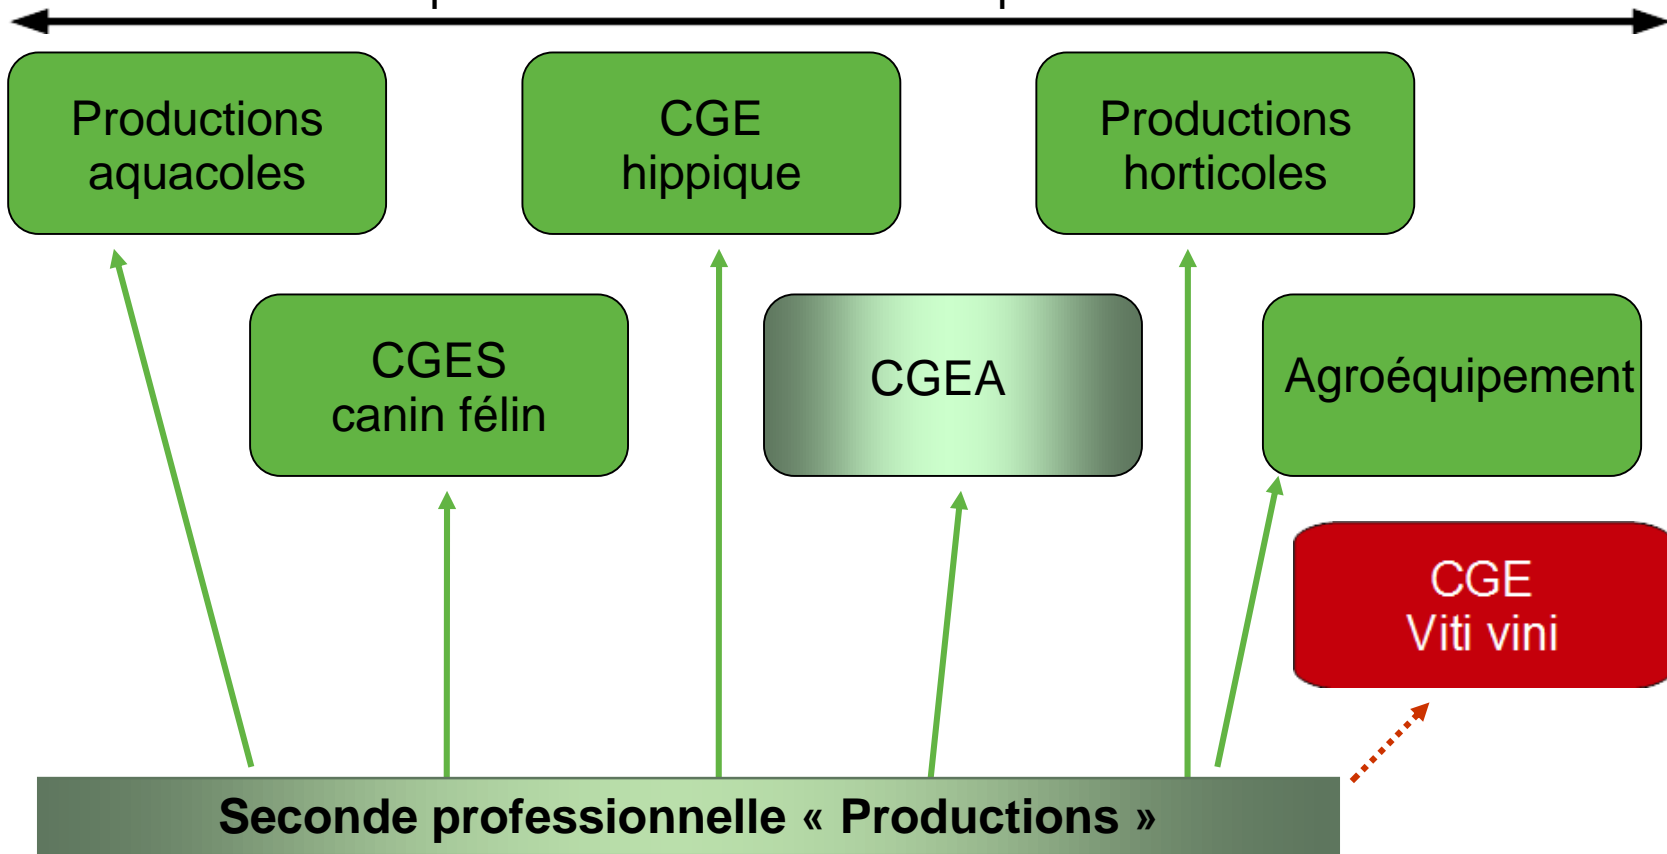 Productions
aquacoles
CGE
hippique
Productions
horticoles
CGES
canin félin
CGEA
Agroéquipement
CGE
Viti vini
Seconde professionnelle « Productions »